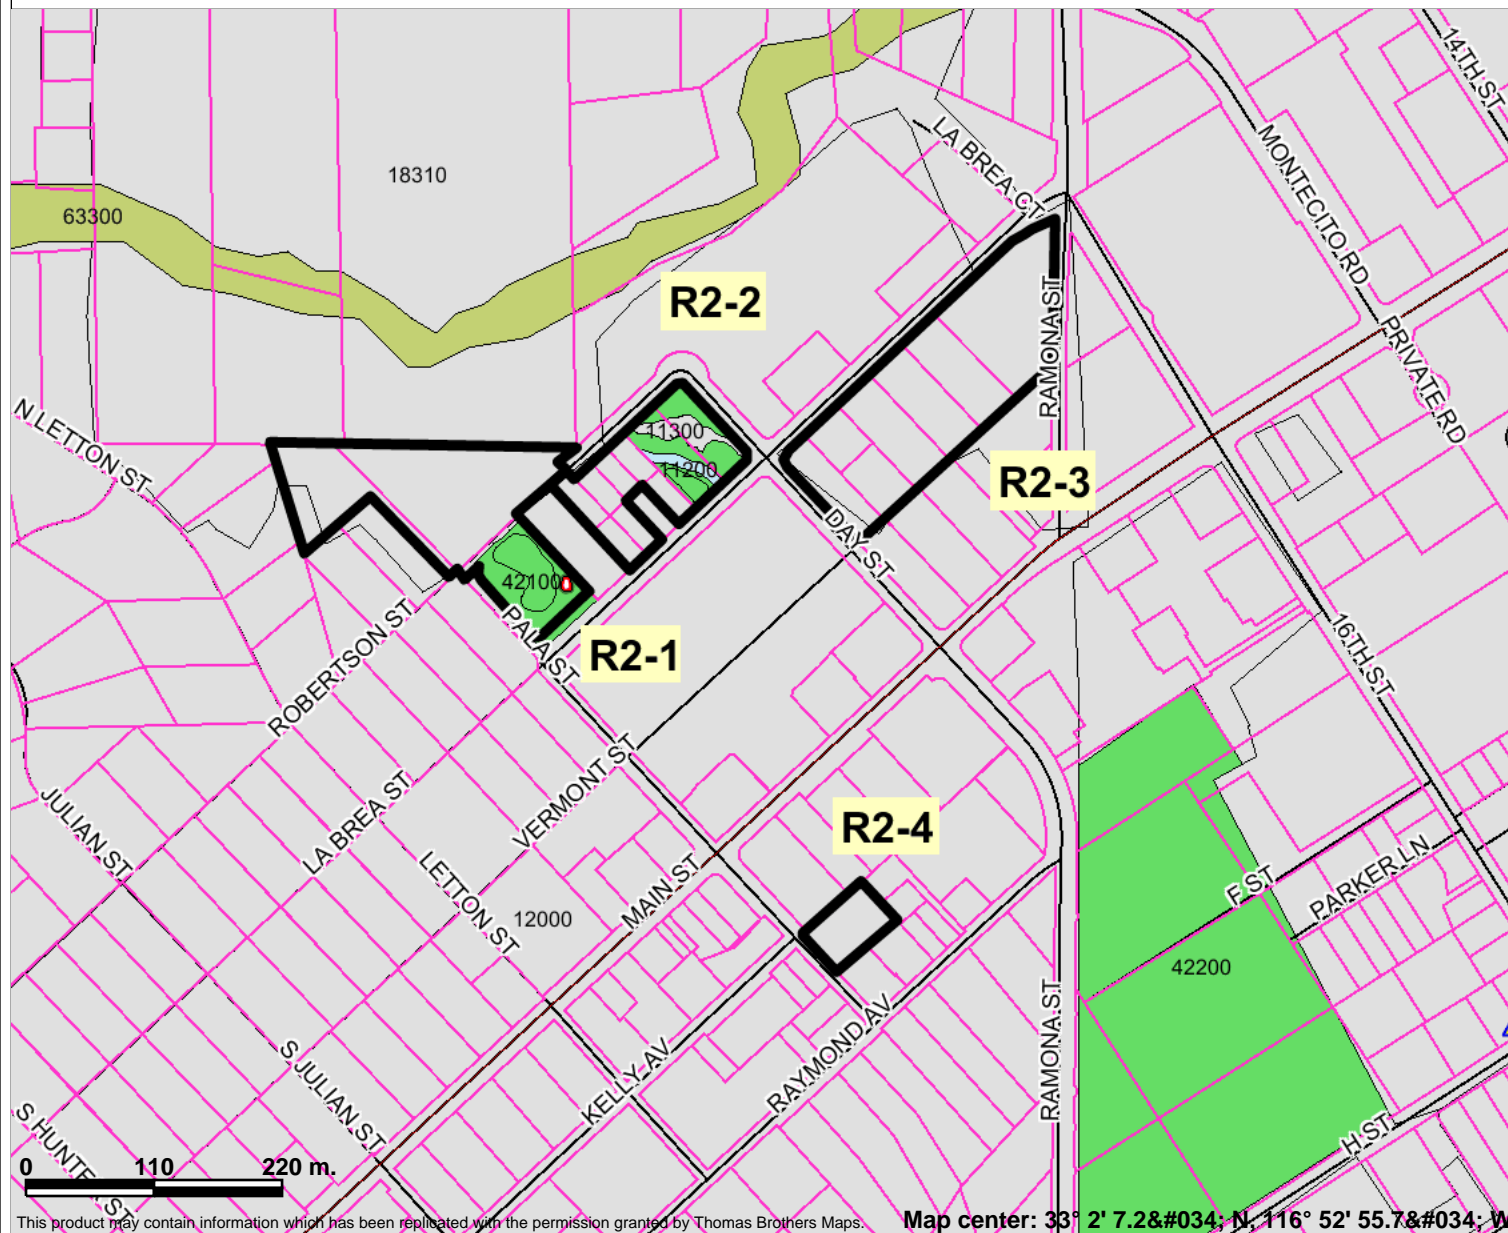 14TH ST
LA BREA CT
MONTECITO RD
18310
63300
R2-2
RAMONA ST
PRIVATE RD
N LETTON ST
11300
11200
R2-3
DAY ST
42100
PALA ST
R2-1
ROBERTSON ST
16TH ST
VERMONT ST
JULIAN ST
LA BREA ST
R2-4
LETTON ST
MAIN ST
F ST
PARKER LN
12000
42200
RAMONA ST
S JULIAN ST
KELLY AV
RAYMOND AV
S HUNTER ST
H ST
0 110 220 m.
This product may contain information which has been replicated with the permission granted by Thomas Brothers Maps.
Map center: 33° 2' 7.2&#034; N, 116° 52' 55.7&#034; W